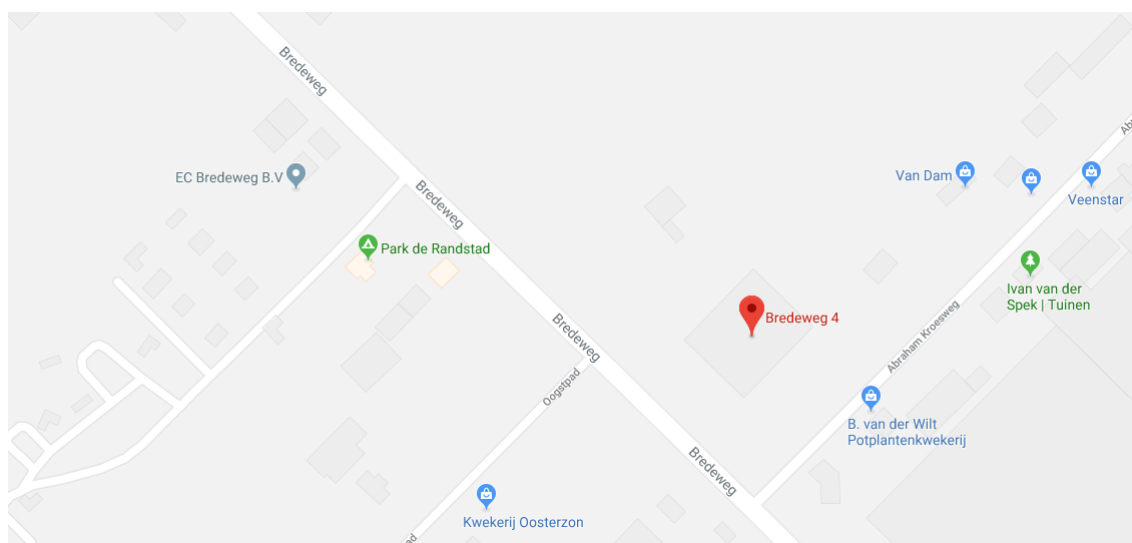 Bredeweg
EC Bredeweg B.V
Bredeweg
Van Dam
Veenstar
Park de Randstad
Ivan van der
Spek | Tuinen
Bredeweg 4
Bredeweg
Abraham Kroesweg
Oogstpad
B. van der Wilt
Potplantenkwekerij
Bredeweg
Kwekerij Oosterzon